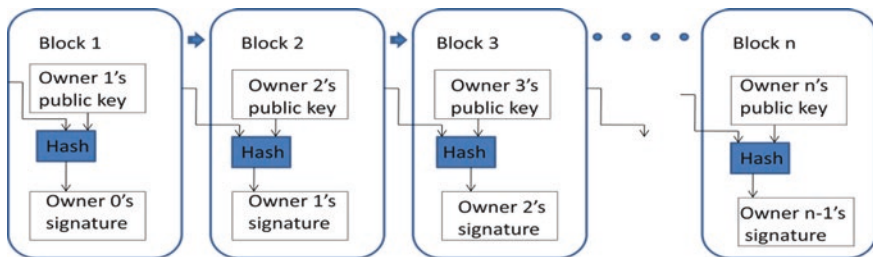 Block 1
Owner 1's
public key
Hash
Owner 0's
signature
Block 2
Owner 2's
public key
Hash
Owner 1's
signature
Block 3
Owner 3's
public key
Hash
Owner 2's
signature
Block n
Owner n's
public key
Hash
Owner n-1's
signature